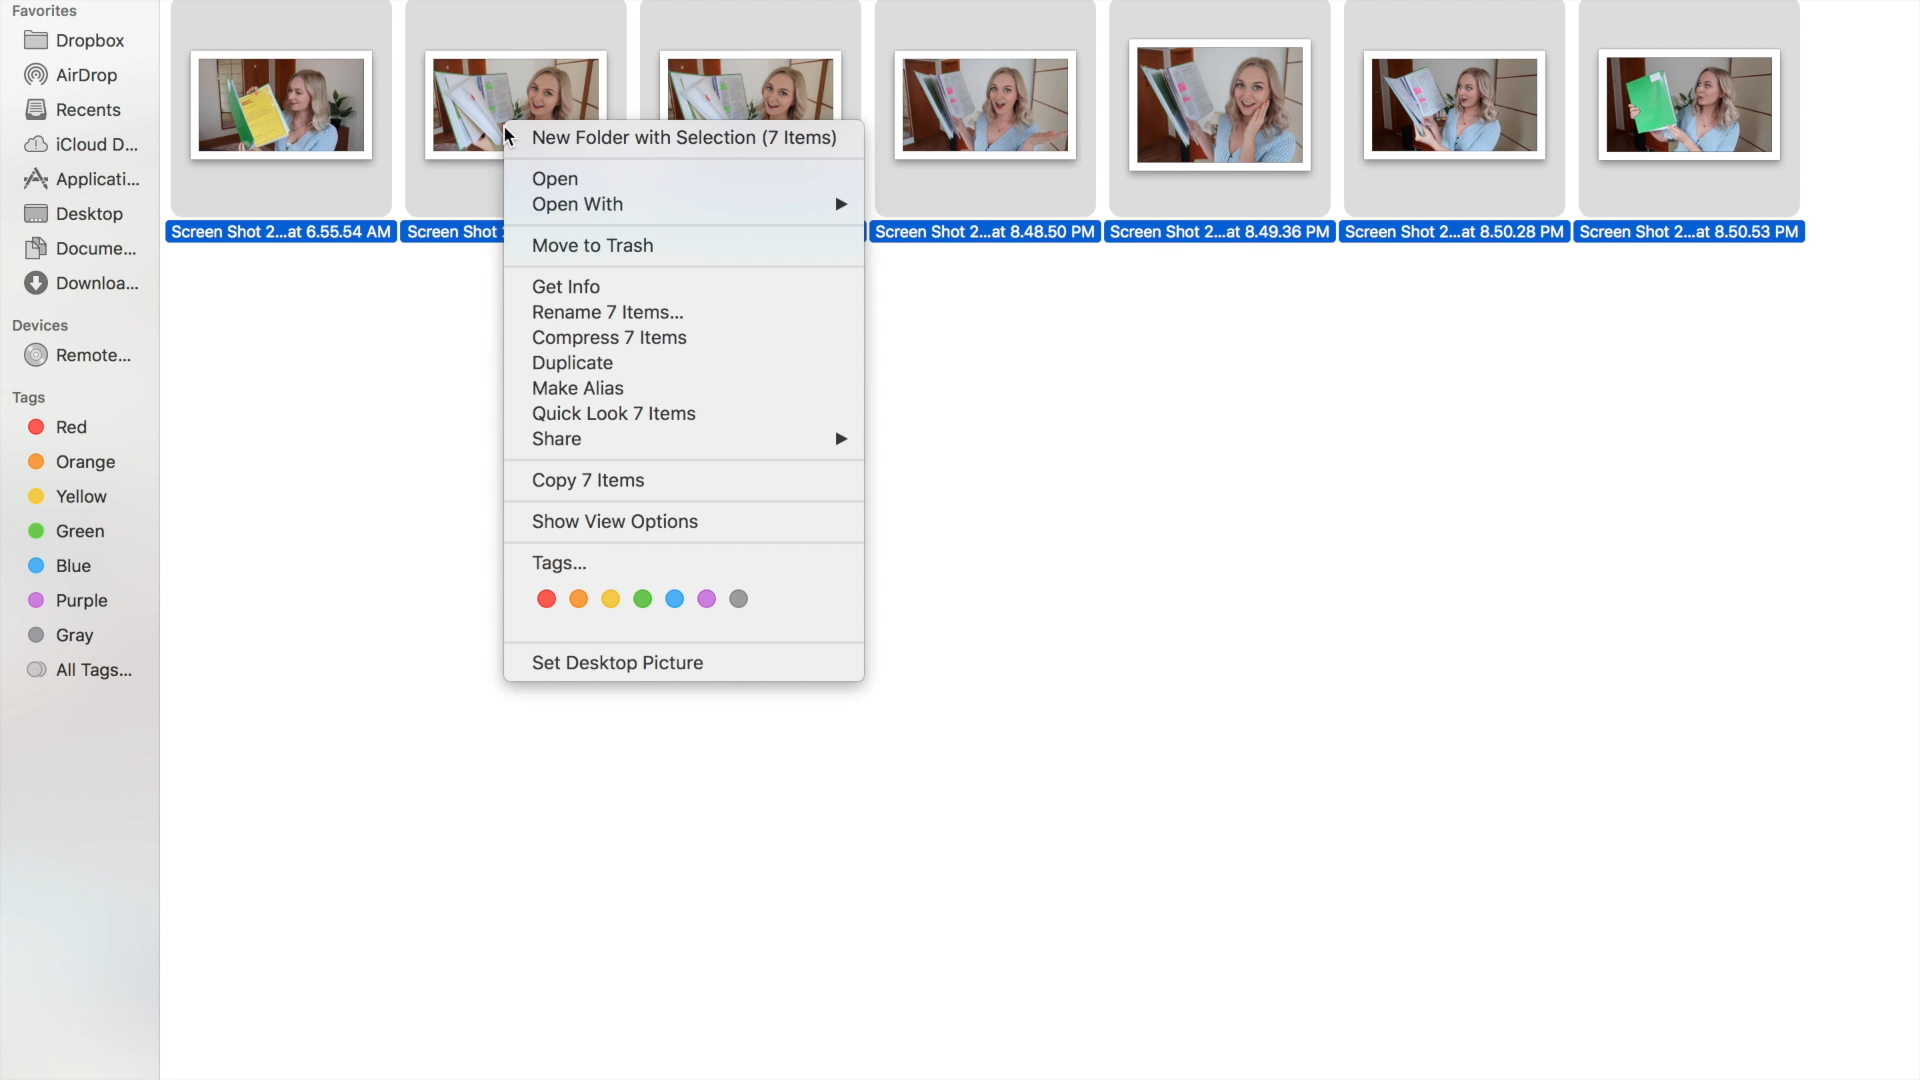 Favorites
Dropbox
AirDrop
Recents
iCloud D...
Applicati...
Desktop
Docume...
Downloa...
Devices
Remote...
Tags
Red
Orange
Yellow
Green
Blue
Purple
Gray
All Tags...
Screen Shot 2...at 6.55.54 AM
Screen Shot
Screen Shot 2...at 8.48.50 PM
Screen Shot 2...at 8.49.36 PM
Screen Shot 2...at 8.50.28 PM
Screen Shot 2...at 8.50.53 PM
New Folder with Selection (7 Items)
Open
Open With
Move to Trash
Get Info
Rename 7 Items...
Compress 7 Items
Duplicate
Make Alias
Quick Look 7 Items
Share
Copy 7 Items
Show View Options
Tags...
Set Desktop Picture